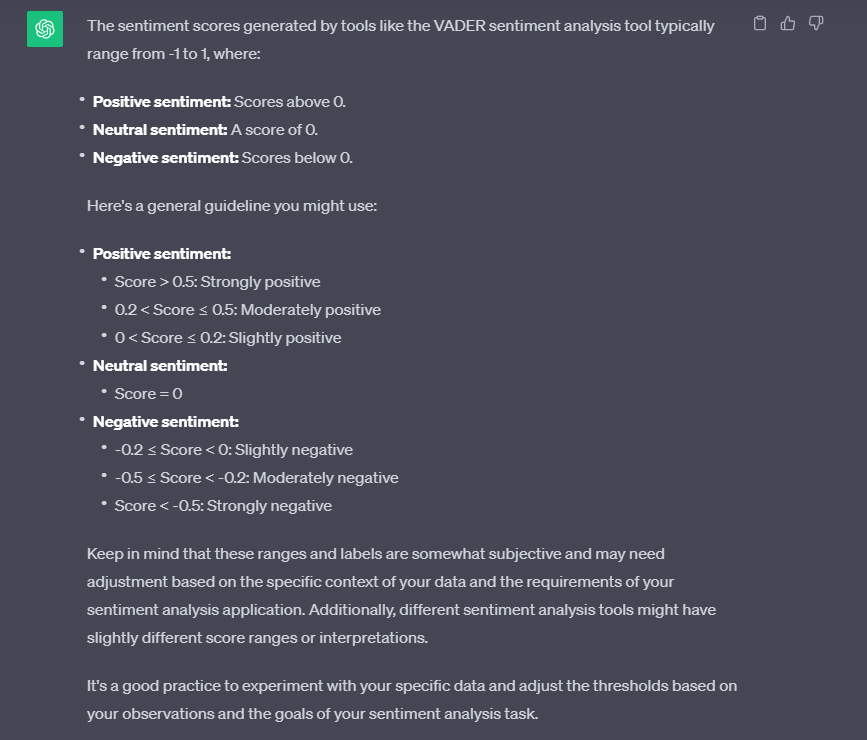 The sentiment scores generated by tools like the VADER sentiment analysis tool typically
range from -1 to 1, where:
• Positive sentiment: Scores above 0.
• Neutral sentiment: A score of 0.
• Negative sentiment: Scores below 0.
Here's a general guideline you might use:
• Positive sentiment:
• Score > 0.5: Strongly positive
• 0.2 < Score ≤ 0.5: Moderately positive
• 0 < Score ≤ 0.2: Slightly positive
• Neutral sentiment:
• Score = 0
• Negative sentiment:
• -0.2 ≤ Score < 0: Slightly negative
• -0.5 ≤ Score < -0.2: Moderately negative
• Score < -0.5: Strongly negative
Keep in mind that these ranges and labels are somewhat subjective and may need
adjustment based on the specific context of your data and the requirements of your
sentiment analysis application. Additionally, different sentiment analysis tools might have
slightly different score ranges or interpretations.
It's a good practice to experiment with your specific data and adjust the thresholds based on
your observations and the goals of your sentiment analysis task.